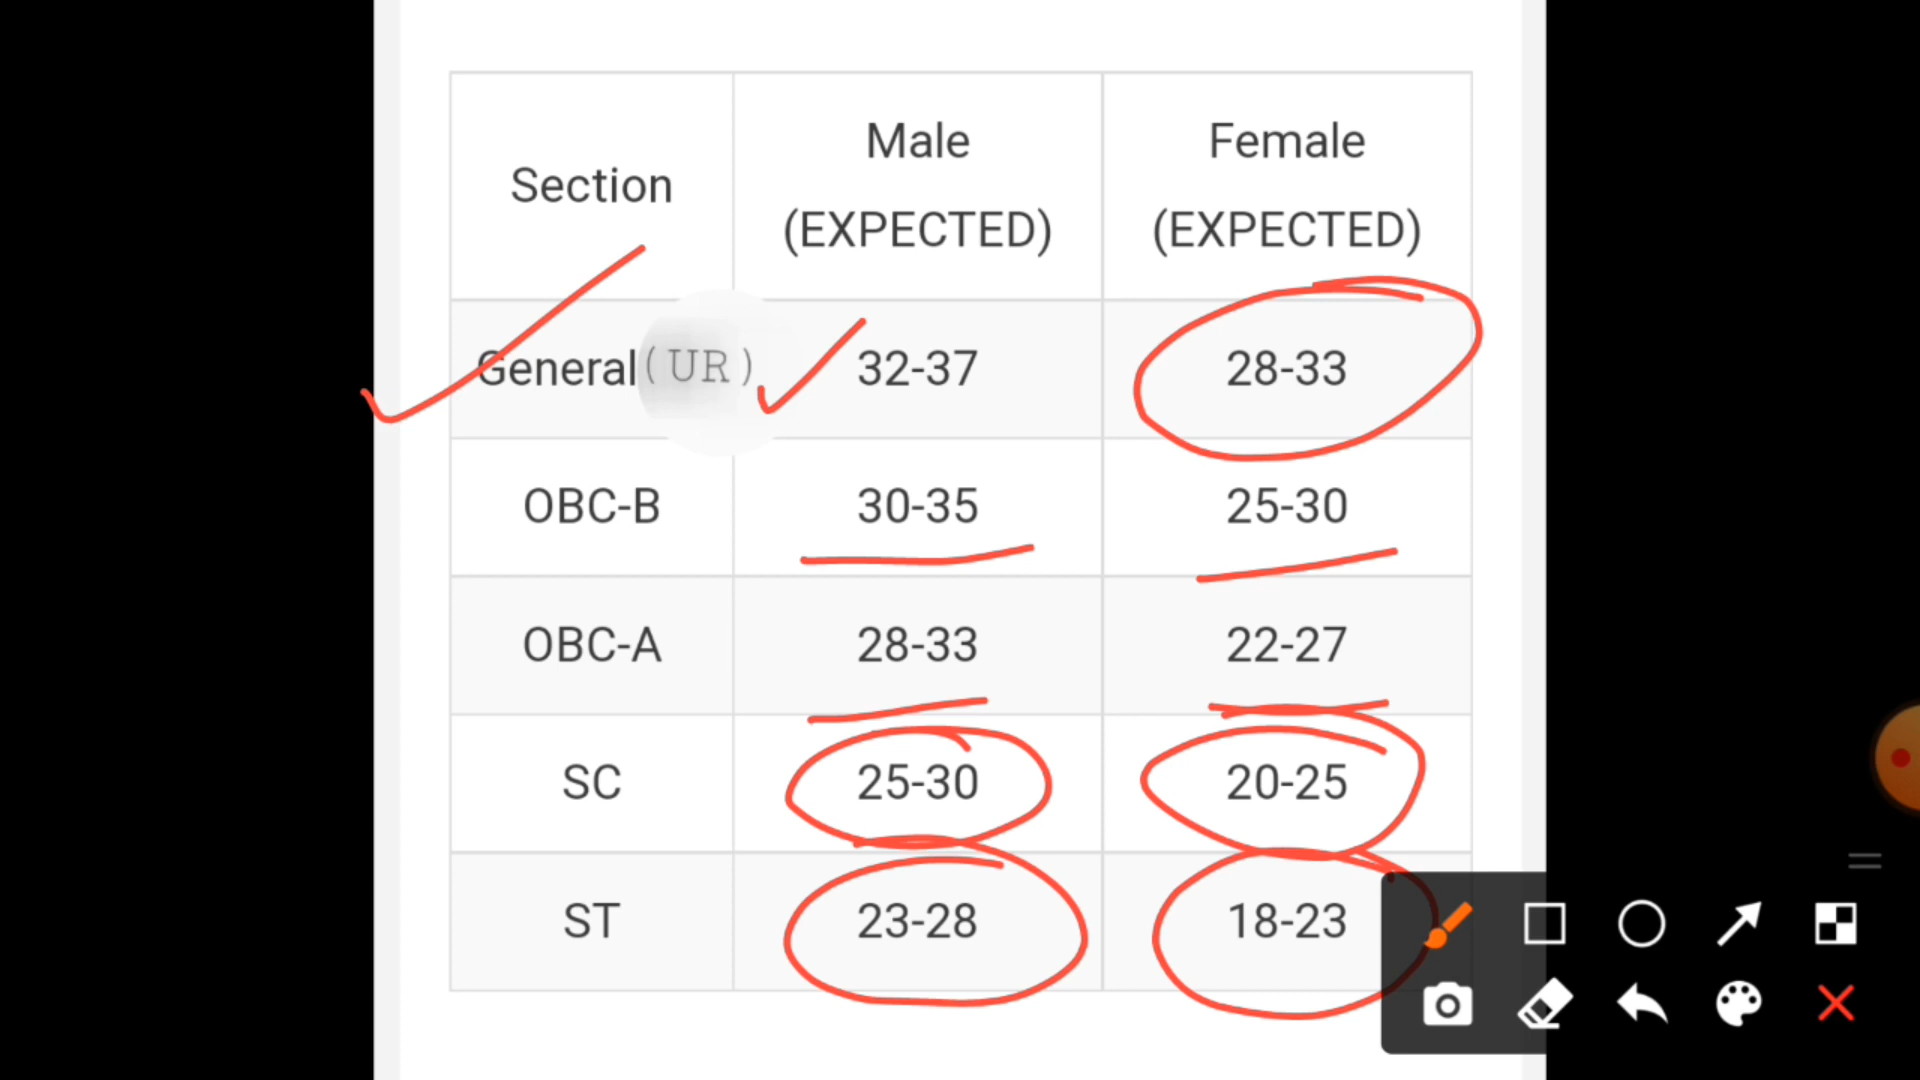 Section Male (EXPECTED) Female (EXPECTED)
General (UR) 32-37 28-33
OBC-B 30-35 25-30
OBC-A 28-33 22-27
SC 25-30 20-25
ST 23-28 18-23